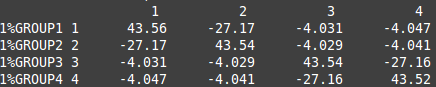 1 2 3 4
1%GROUP1 1 43.56 -27.17 -4.031 -4.047
1%GROUP2 2 -27.17 43.54 -4.029 -4.041
1%GROUP3 3 -4.031 -4.029 43.54 -27.16
1%GROUP4 4 -4.047 -4.041 -27.16 43.52